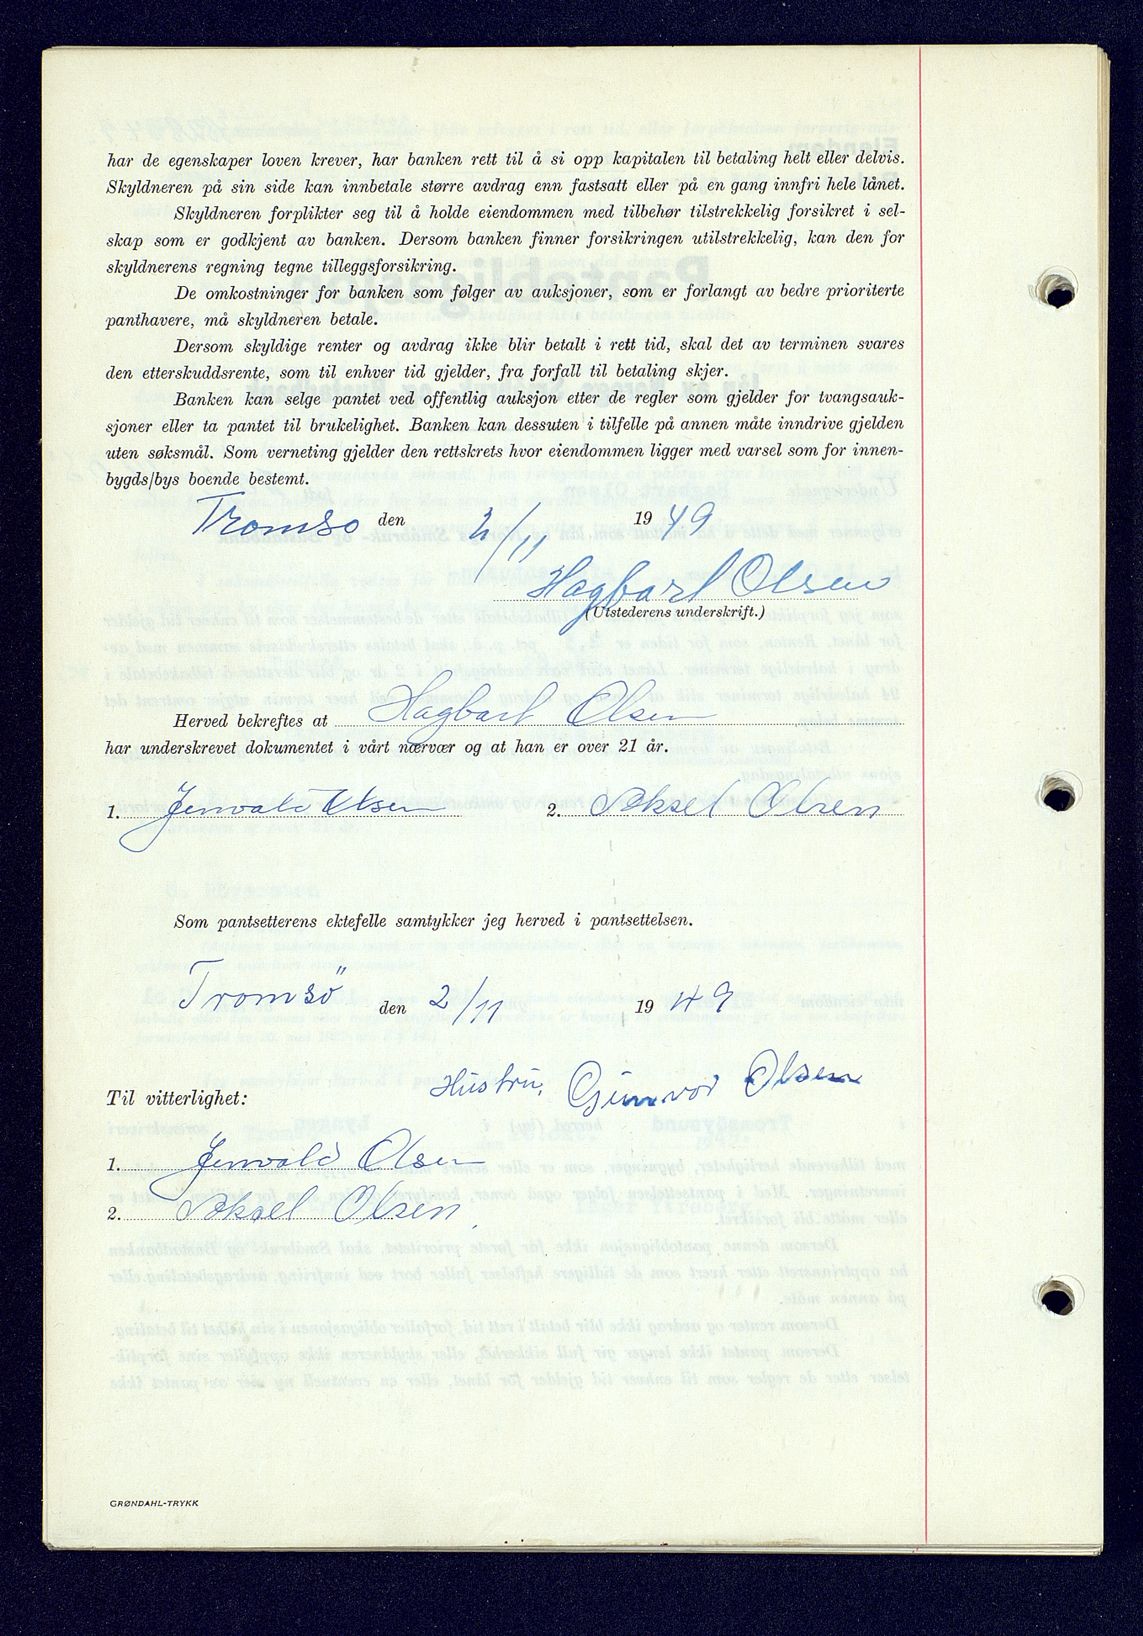 har de egenskaper loven krever, har banken rett til å si opp kapitalen til betaling helt eller delvis.
Skyldneren på sin side kan innbetale større avdrag enn fastsatt eller på en gang innfri hele lånet.
Skyldneren forplikter seg til å holde eiendommen med tilbehør tilstrekkelig forsikret i sel-
skap som er godkjent av banken. Dersom banken finner forsikringen utilstrekkelig, kan den for
skyldnerens regning tegne tilleggsforsikring.
De omkostninger for banken som følger av auksjoner, som er forlangt av bedre prioriterte
panthavere, må skyldneren betale.
Dersom skyldige renter og avdrag ikke blir betalt i rett tid, skal det av terminen svares
den etterskuddsrente, som til enhver tid gjelder, fra forfall til betaling skjer.
Banken kan selge pantet ved offentlig auksjon etter de regler som gjelder for tvangsauk-
sjoner eller ta pantet til brukelighet. Banken kan dessuten i tilfelle på annen måte inndrive gjelden
uten søksmål. Som verneting gjelder den rettskrets hvor eiendommen ligger med varsel som for innen-
bygds/bys boende bestemt.
Tromsø den 2/11 1949
Hagbart Olsen
(Utstederens underskrift.)
Herved bekreftes at Hagbart Olsen
har underskrevet dokumentet i vårt nærvær og at han er over 21 år.
1. Jenvald Olsen 2. Aksel Olsen
Som pantsetterens ektefelle samtykker jeg herved i pantsettelsen.
Tromsö den 2/11 1949
Hustru, Gunvor Olsen
Til vitterlighet:
1. Jenvald Olsen
2. Aksel Olsen,
GRØNDAHL-TRYKK